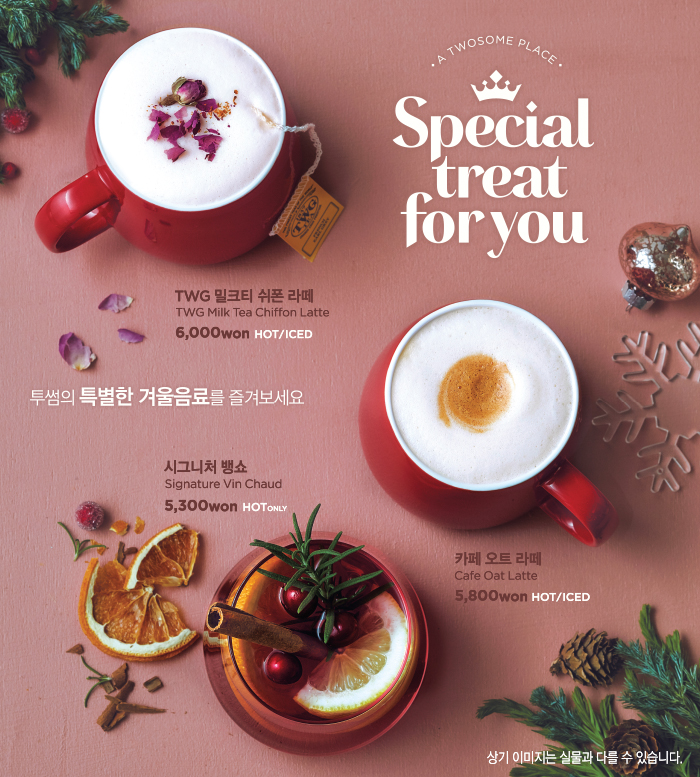 · A TWOSOME PLACE ·
Special
treat
for you
TWG
TWG 밀크티 쉬폰 라떼
TWG Milk Tea Chiffon Latte
6,000won HOT/ICED
투썸의 특별한 겨울음료를 즐겨보세요
시그니처 뱅쇼
Signature Vin Chaud
5,300won HOT ONLY
카페 오트 라떼
Cafe Oat Latte
5,800won HOT/ICED
상기 이미지는 실물과 다를 수 있습니다.